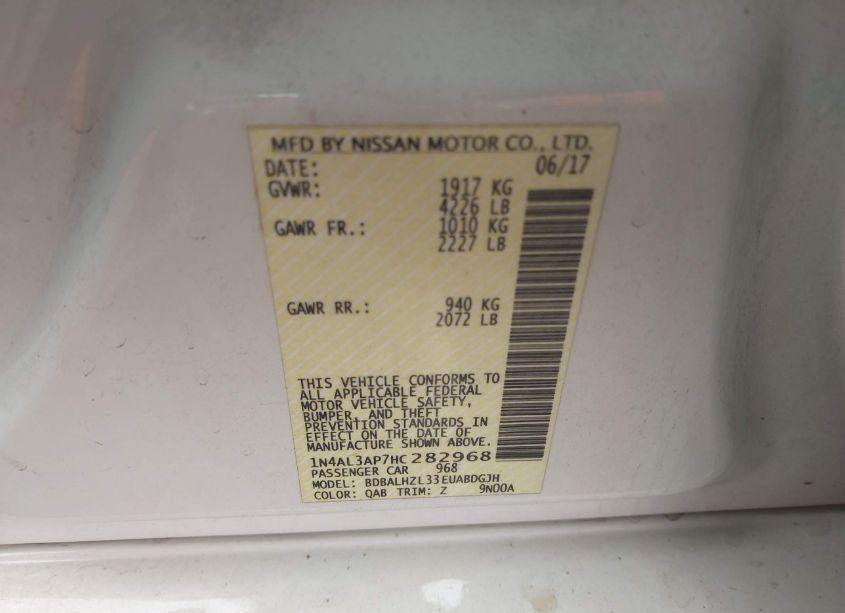 MFD BY NISSAN MOTOR CO., LTD.
DATE: 06/17
GVWR: 1917 KG
4226 LB
GAWR FR.: 1010 KG
2227 LB
GAWR RR.: 940 KG
2072 LB
THIS VEHICLE CONFORMS TO
ALL APPLICABLE FEDERAL
MOTOR VEHICLE SAFETY,
BUMPER, AND THEFT
PREVENTION STANDARDS IN
EFFECT ON THE DATE OF
MANUFACTURE SHOWN ABOVE.
1N4AL3AP7HC282968
PASSENGER CAR 968
MODEL: BDBALHZL33EUABDGJH
COLOR: QAB TRIM: Z 9N00A